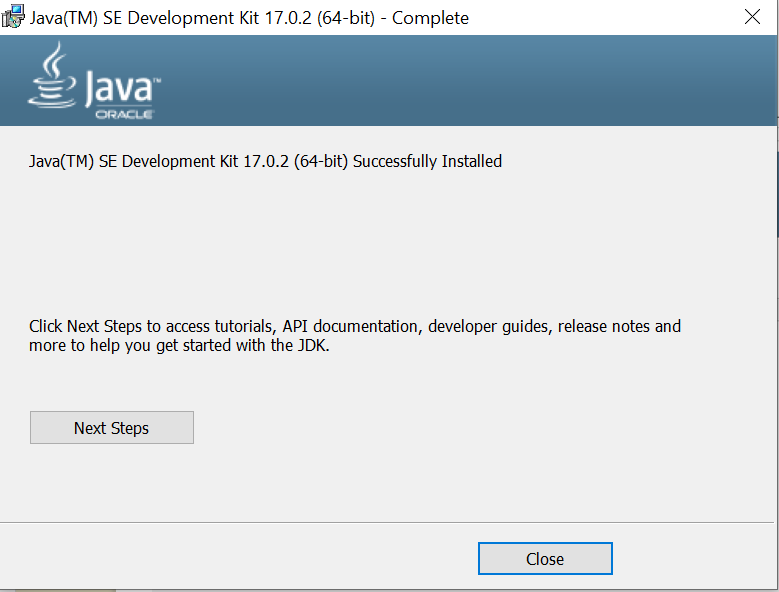 Java(TM) SE Development Kit 17.0.2 (64-bit) - Complete
Java™
ORACLE
Java(TM) SE Development Kit 17.0.2 (64-bit) Successfully Installed
Click Next Steps to access tutorials, API documentation, developer guides, release notes and
more to help you get started with the JDK.
Next Steps
Close